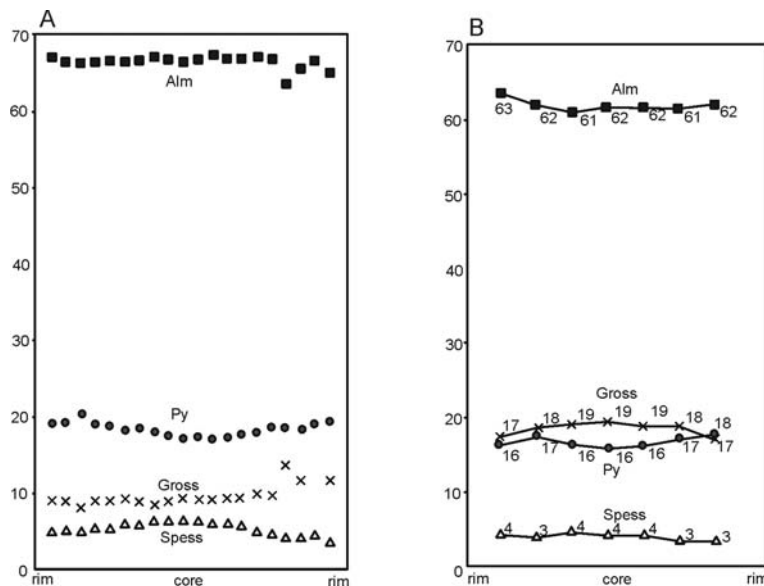 A
70
60
50
40
30
20
10
0
Alm
Py
Gross
Spess
rim core rim
B
70
60
50
40
30
20
10
0
Alm
63 62 61 62 62 61 62
Gross
17 18 19 19 19 18 18
16 17 16 16 16 17 17
Py
Spess
4 3 4 4 4 3 3
rim core rim